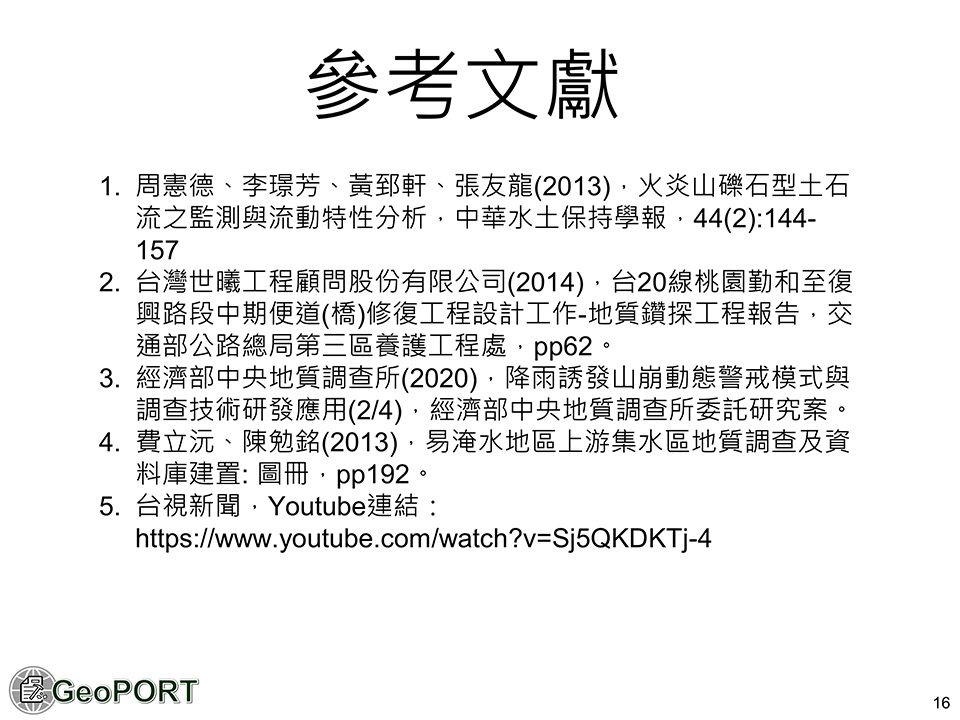 參考文獻
1. 周憲德、李璟芳、黃郅軒、張友龍(2013)，火炎山礫石型土石
流之監測與流動特性分析，中華水土保持學報，44(2):144-
157
2. 台灣世曦工程顧問股份有限公司(2014)，台20線桃園勤和至復
興路段中期便道(橋)修復工程設計工作-地質鑽探工程報告，交
通部公路總局第三區養護工程處，pp62。
3. 經濟部中央地質調查所(2020)，降雨誘發山崩動態警戒模式與
調查技術研發應用(2/4)，經濟部中央地質調查所委託研究案。
4. 費立沅、陳勉銘(2013)，易淹水地區上游集水區地質調查及資
料庫建置: 圖冊，pp192。
5. 台視新聞，Youtube連結：
https://www.youtube.com/watch?v=Sj5QKDKTj-4
GeoPORT
16